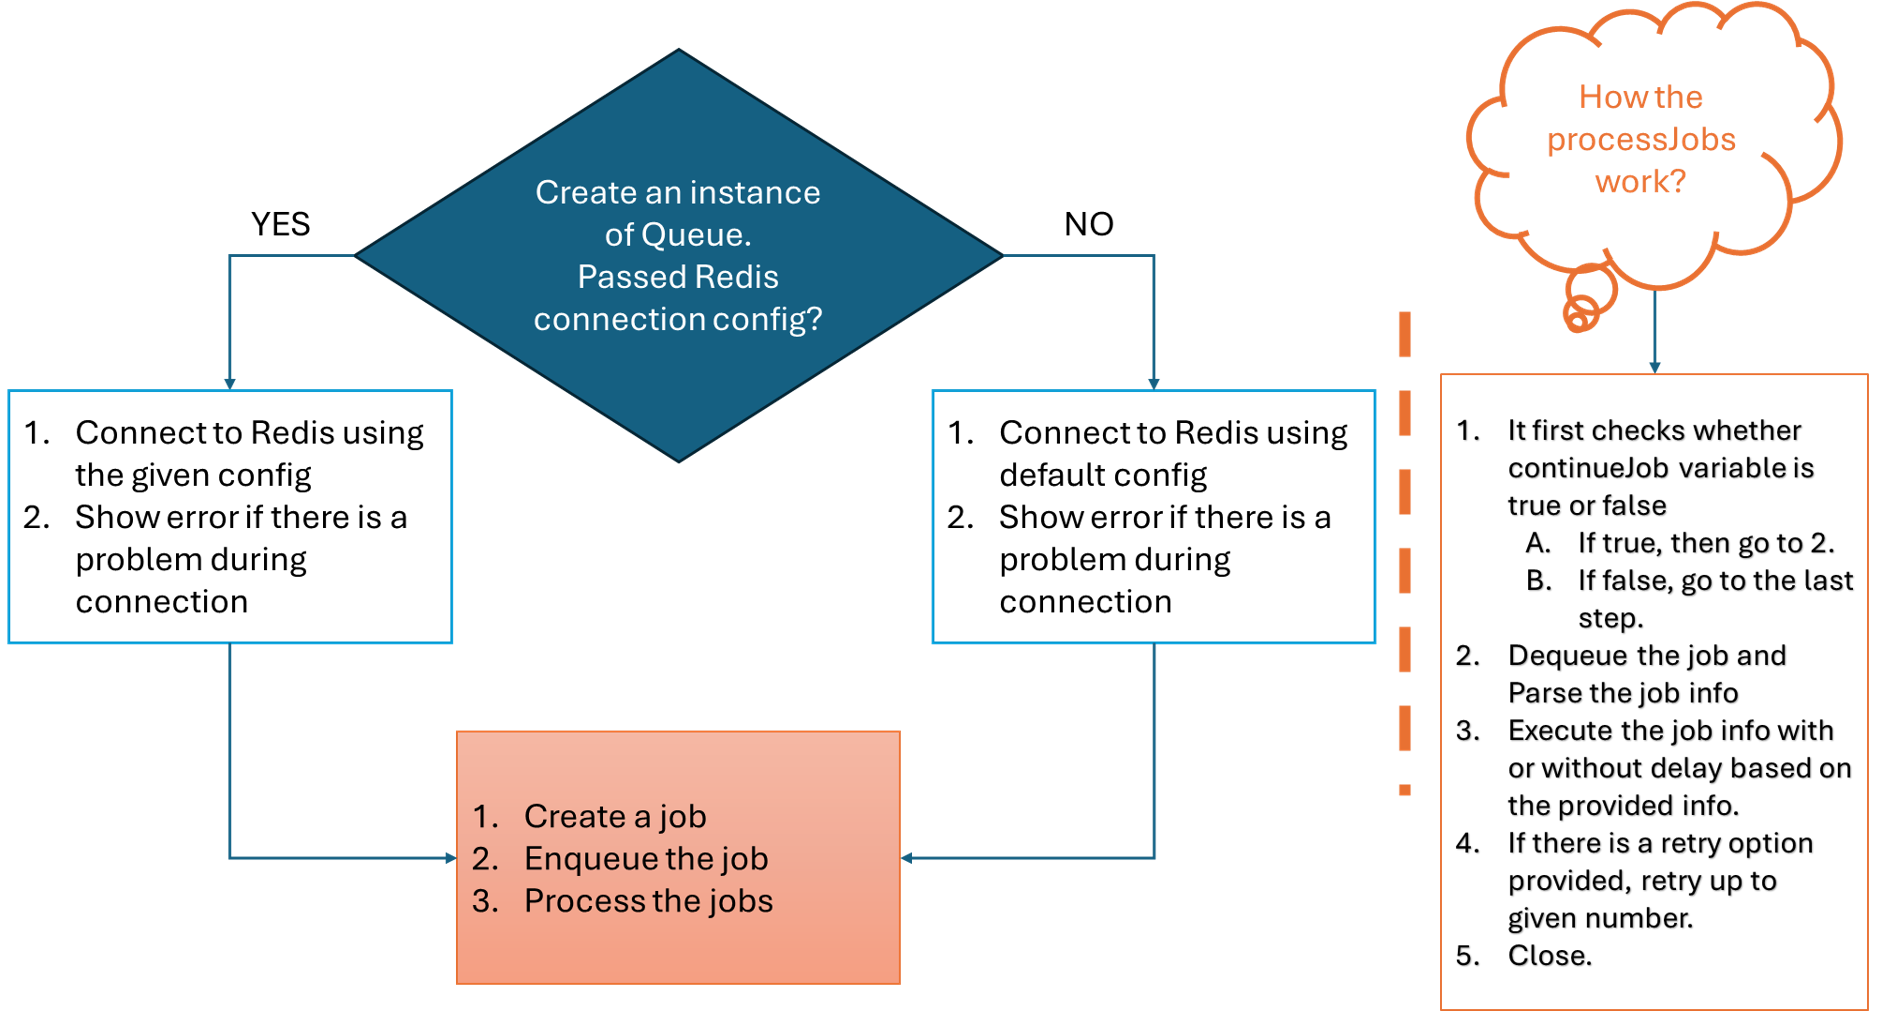 Create an instance
of Queue.
Passed Redis
connection config?
YES
NO
1. Connect to Redis using
the given config
2. Show error if there is a
problem during
connection
1. Connect to Redis using
default config
2. Show error if there is a
problem during
connection
1. Create a job
2. Enqueue the job
3. Process the jobs
How the
processJobs
work?
1. It first checks whether
continueJob variable is
true or false
A. If true, then go to 2.
B. If false, go to the last
step.
2. Dequeue the job and
Parse the job info
3. Execute the job info with
or without delay based on
the provided info.
4. If there is a retry option
provided, retry up to
given number.
5. Close.